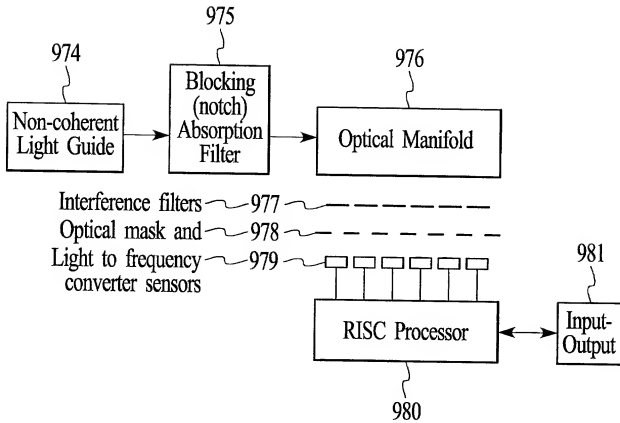 975
974
976
Blocking
(notch)
Absorption
Filter
Non-coherent
Light Guide
Optical Manifold
Interference filters 977
Optical mask and 978
Light to frequency 979
converter sensors
981
RISC Processor
Input-
Output
980